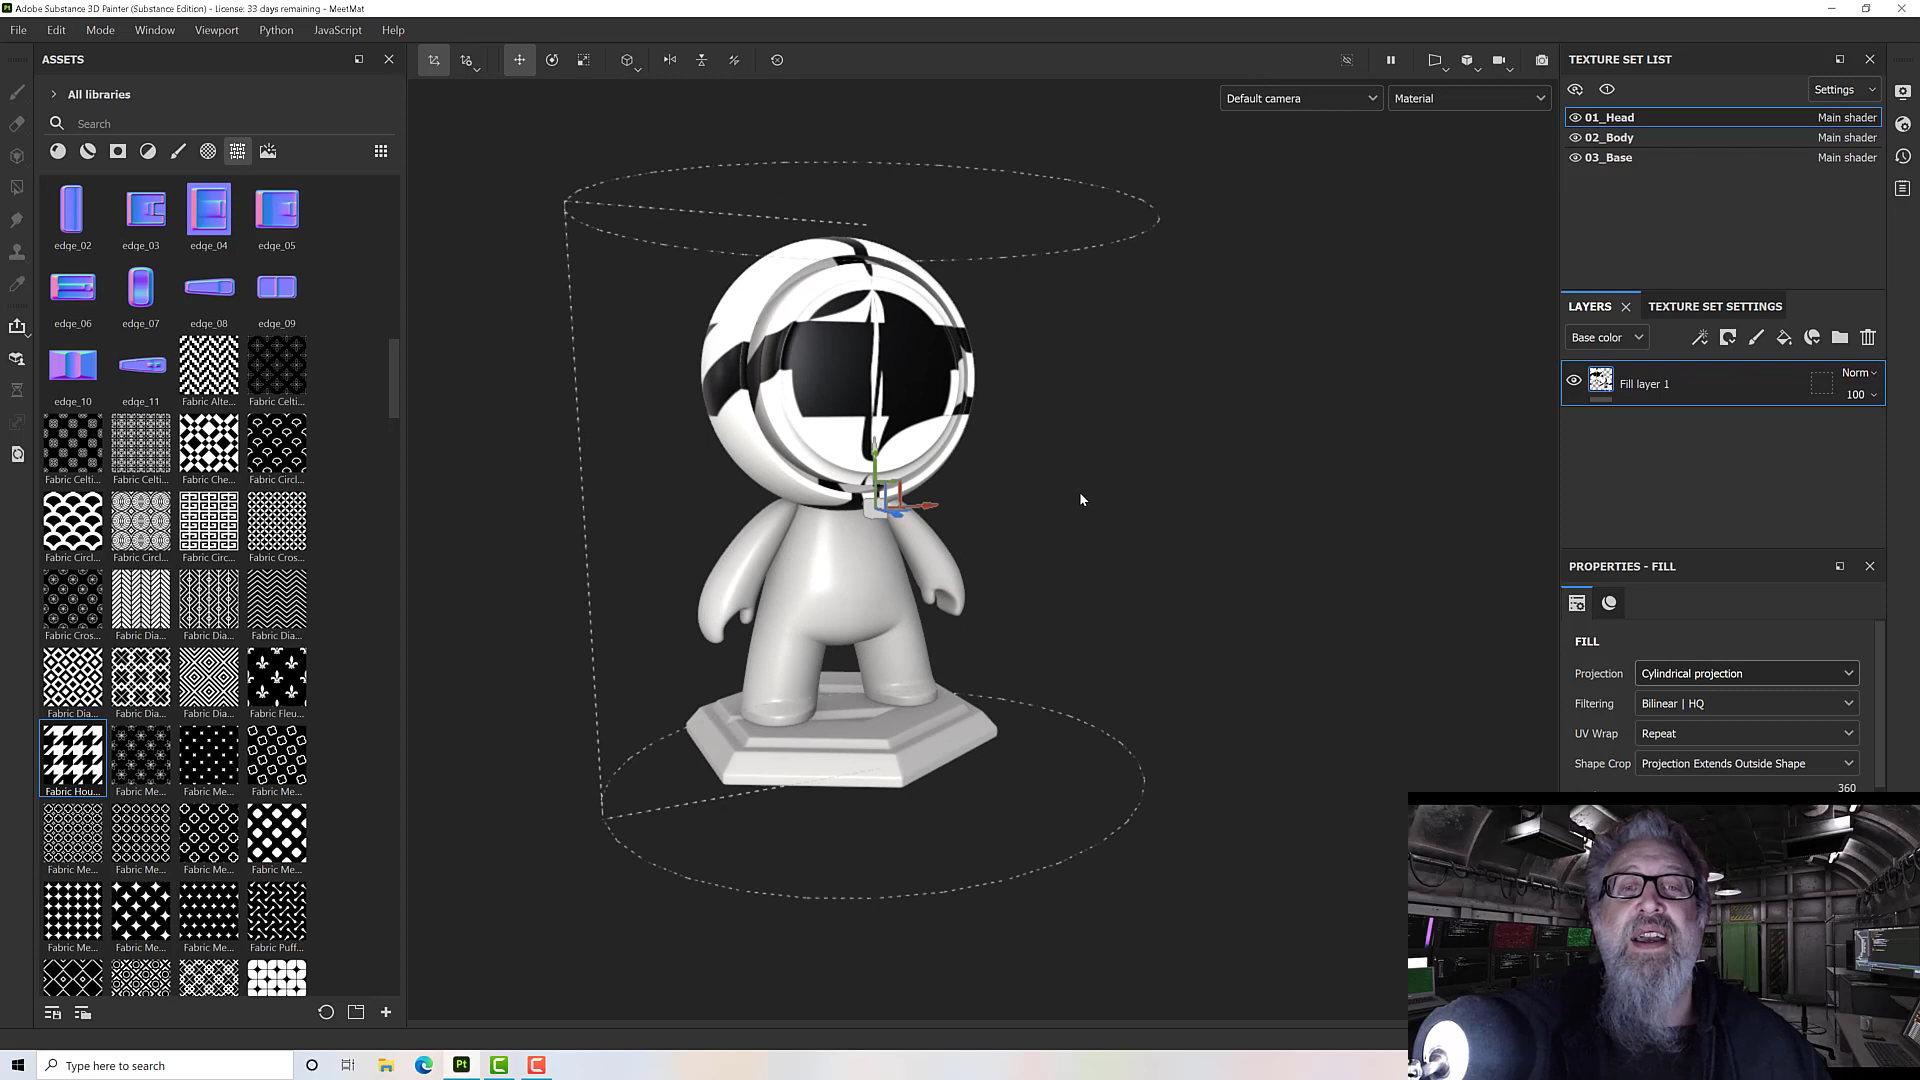 Pt Adobe Substance 3D Painter (Substance Edition) - License: 33 days remaining - MeetMat
File Edit Mode Window Viewport Python JavaScript Help
ASSETS
All libraries
Search
edge_02 edge_03 edge_04 edge_05
edge_06 edge_07 edge_08 edge_09
edge_10 edge_11 Fabric Alte... Fabric Celti...
Fabric Celti... Fabric Celti... Fabric Che... Fabric Circl...
Fabric Circl... Fabric Circl... Fabric Circ... Fabric Cros...
Fabric Cros... Fabric Dia... Fabric Dia... Fabric Dia...
Fabric Dia... Fabric Dia... Fabric Dia... Fabric Fleu...
Fabric Hou... Fabric Me... Fabric Me... Fabric Me...
Fabric Me... Fabric Me... Fabric Me... Fabric Me...
Fabric Me... Fabric Me... Fabric Me... Fabric Puff...
Default camera Material
TEXTURE SET LIST
Settings
01_Head Main shader
02_Body Main shader
03_Base Main shader
LAYERS TEXTURE SET SETTINGS
Base color
Fill layer 1 Norm
100
PROPERTIES - FILL
FILL
Projection Cylindrical projection
Filtering Bilinear | HQ
UV Wrap Repeat
Shape Crop Projection Extends Outside Shape
360
Type here to search
Pt